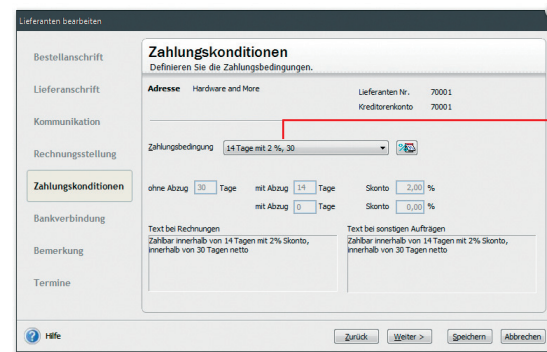 Lieferanten bearbeiten
Bestellanschrift
Lieferanschrift
Kommunikation
Rechnungsstellung
Zahlungskonditionen
Bankverbindung
Bemerkung
Termine
Zahlungskonditionen
Definieren Sie die Zahlungsbedingungen.
Adresse Hardware and More
Lieferanten Nr. 70001
Kreditorenkonto 70001
Zahlungsbedingung 14 Tage mit 2 %, 30
ohne Abzug 30 Tage mit Abzug 14 Tage Skonto 2,00 %
mit Abzug 0 Tage Skonto 0,00 %
Text bei Rechnungen
Zahlbar innerhalb von 14 Tagen mit 2% Skonto,
innerhalb von 30 Tagen netto
Text bei sonstigen Aufträgen
Zahlbar innerhalb von 14 Tagen mit 2% Skonto,
innerhalb von 30 Tagen netto
Hilfe
Zurück Weiter > Speichern Abbrechen